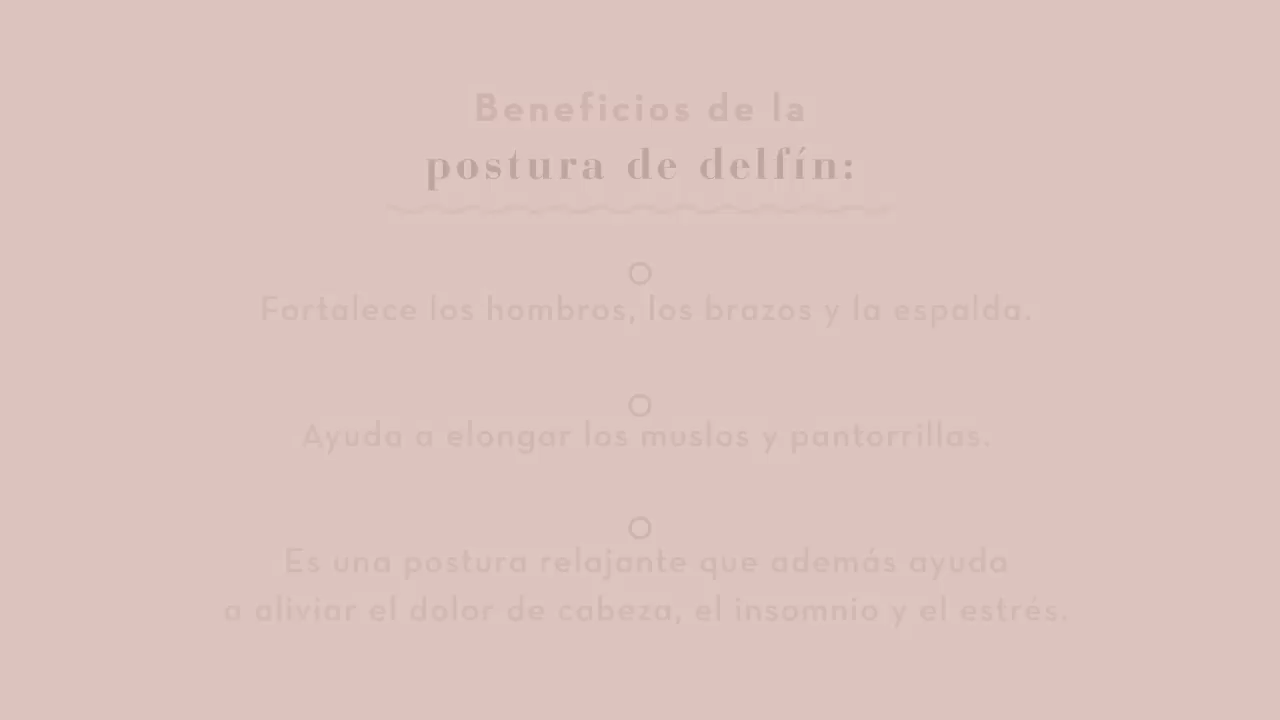 Beneficios de la
postura de delfín:
Fortalece los hombros, los brazos y la espalda.
Ayuda a elongar los muslos y pantorrillas.
Es una postura relajante que además ayuda
a aliviar el dolor de cabeza, el insomnio y el estrés.